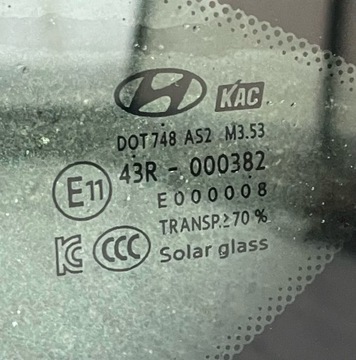 KAC
DOT748 AS2 M3.53
43R - 000382
E11
E000008
TRANSP.≥70 %
CCC
Solar glass